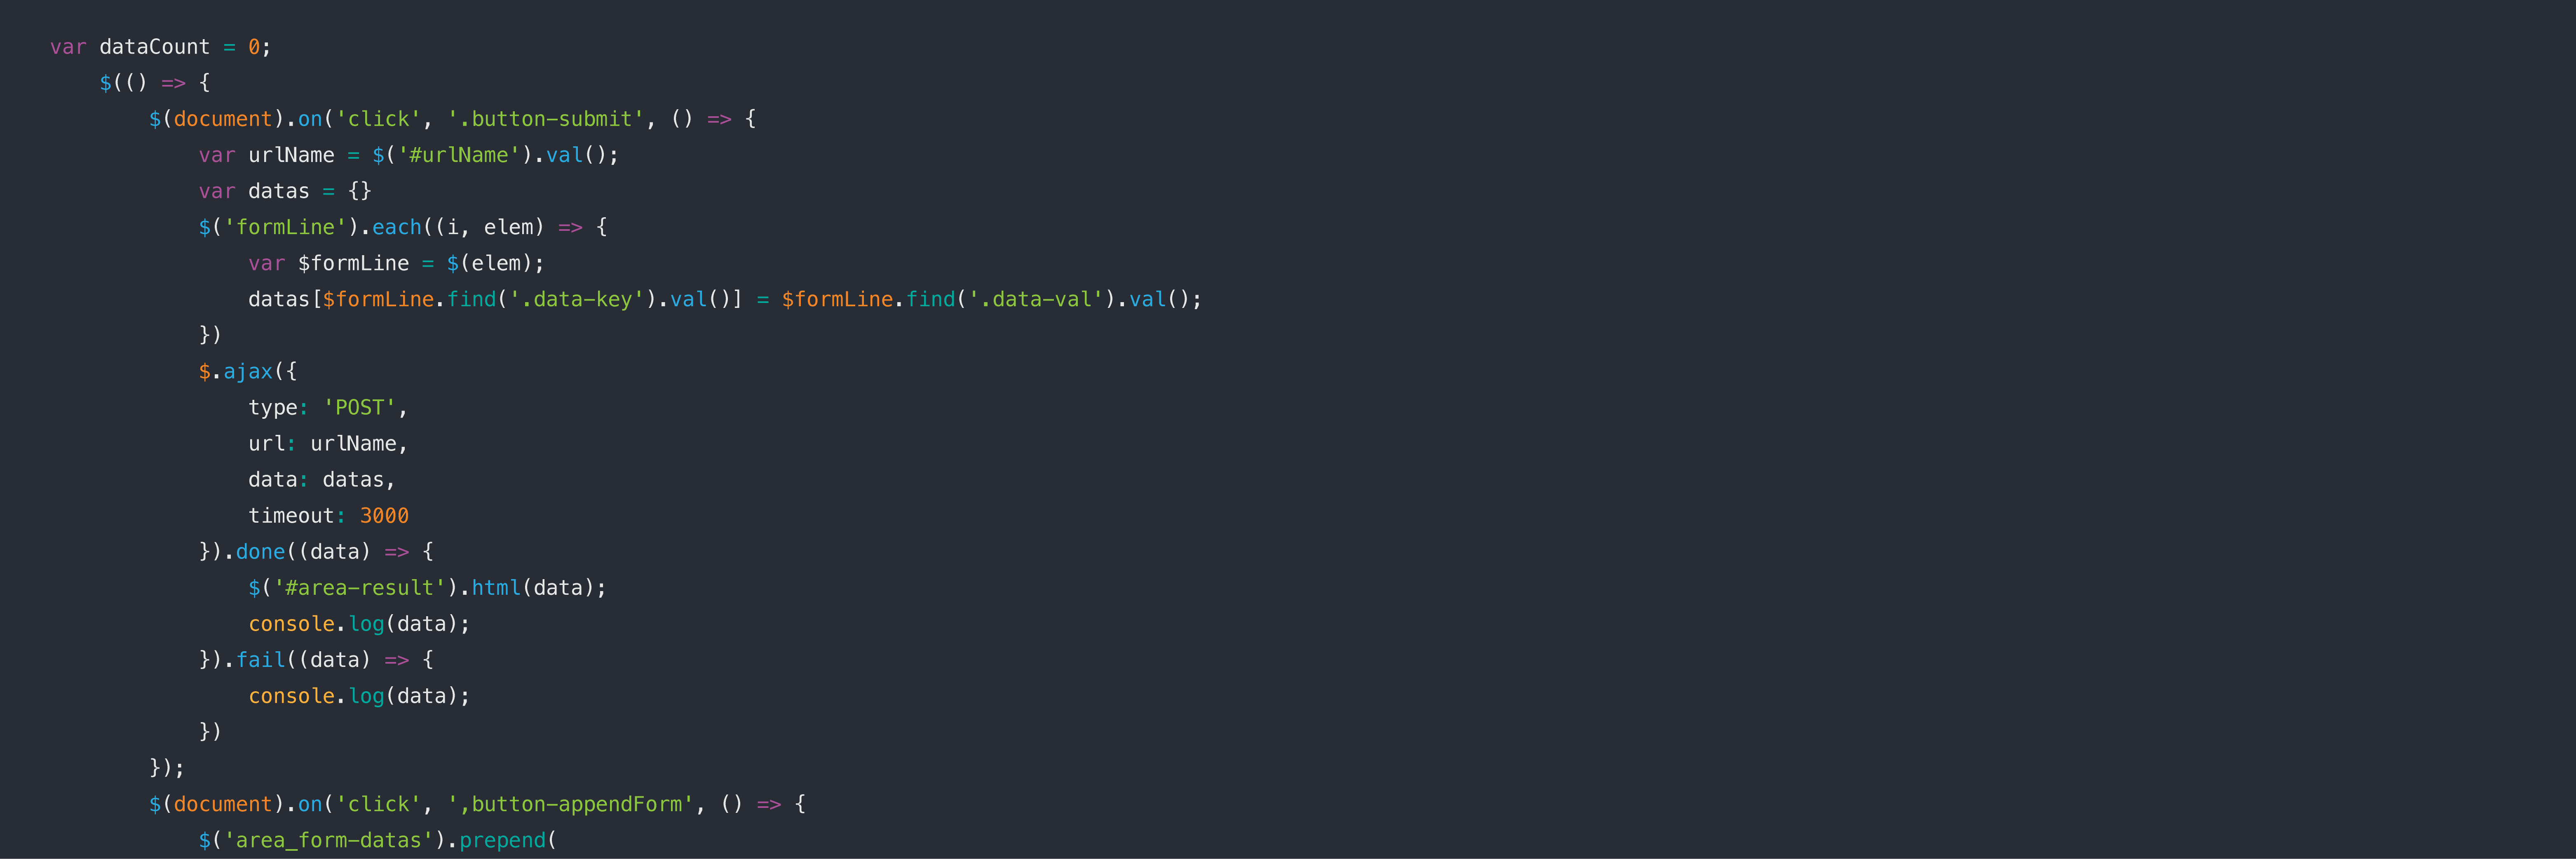 var dataCount = 0;
    $(() => {
        $(document).on('click', '.button-submit', () => {
            var urlName = $('#urlName').val();
            var datas = {}
            $('formLine').each((i, elem) => {
                var $formLine = $(elem);
                datas[$formLine.find('.data-key').val()] = $formLine.find('.data-val').val();
            })
            $.ajax({
                type: 'POST',
                url: urlName,
                data: datas,
                timeout: 3000
            }).done((data) => {
                $('#area-result').html(data);
                console.log(data);
            }).fail((data) => {
                console.log(data);
            })
        });
        $(document).on('click', ',button-appendForm', () => {
            $('area_form-datas').prepend(